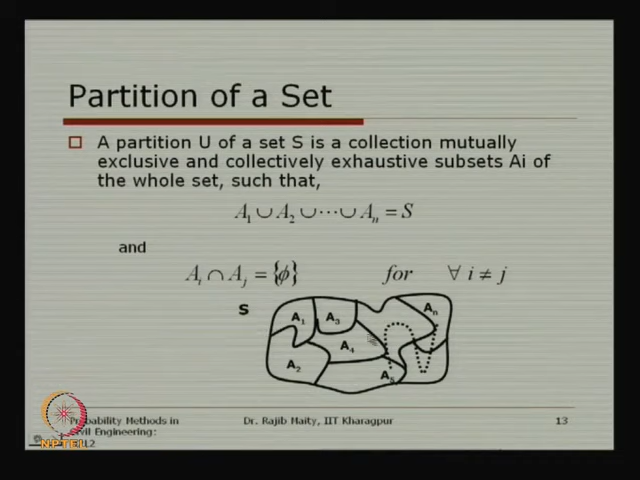 Partition of a Set
A partition U of a set S is a collection mutually
exclusive and collectively exhaustive subsets Ai of
the whole set, such that,
A₁ ∪ A₂ ∪ ⋯ ∪ Aₙ = S
and
Aᵢ ∩ Aⱼ = {ϕ} for ∀ i ≠ j
S
A₁ A₃ Aₙ
A₄
A₂
A₅
Probability Methods in Dr. Rajib Maity, IIT Kharagpur 13
Civil Engineering:
NPTEL